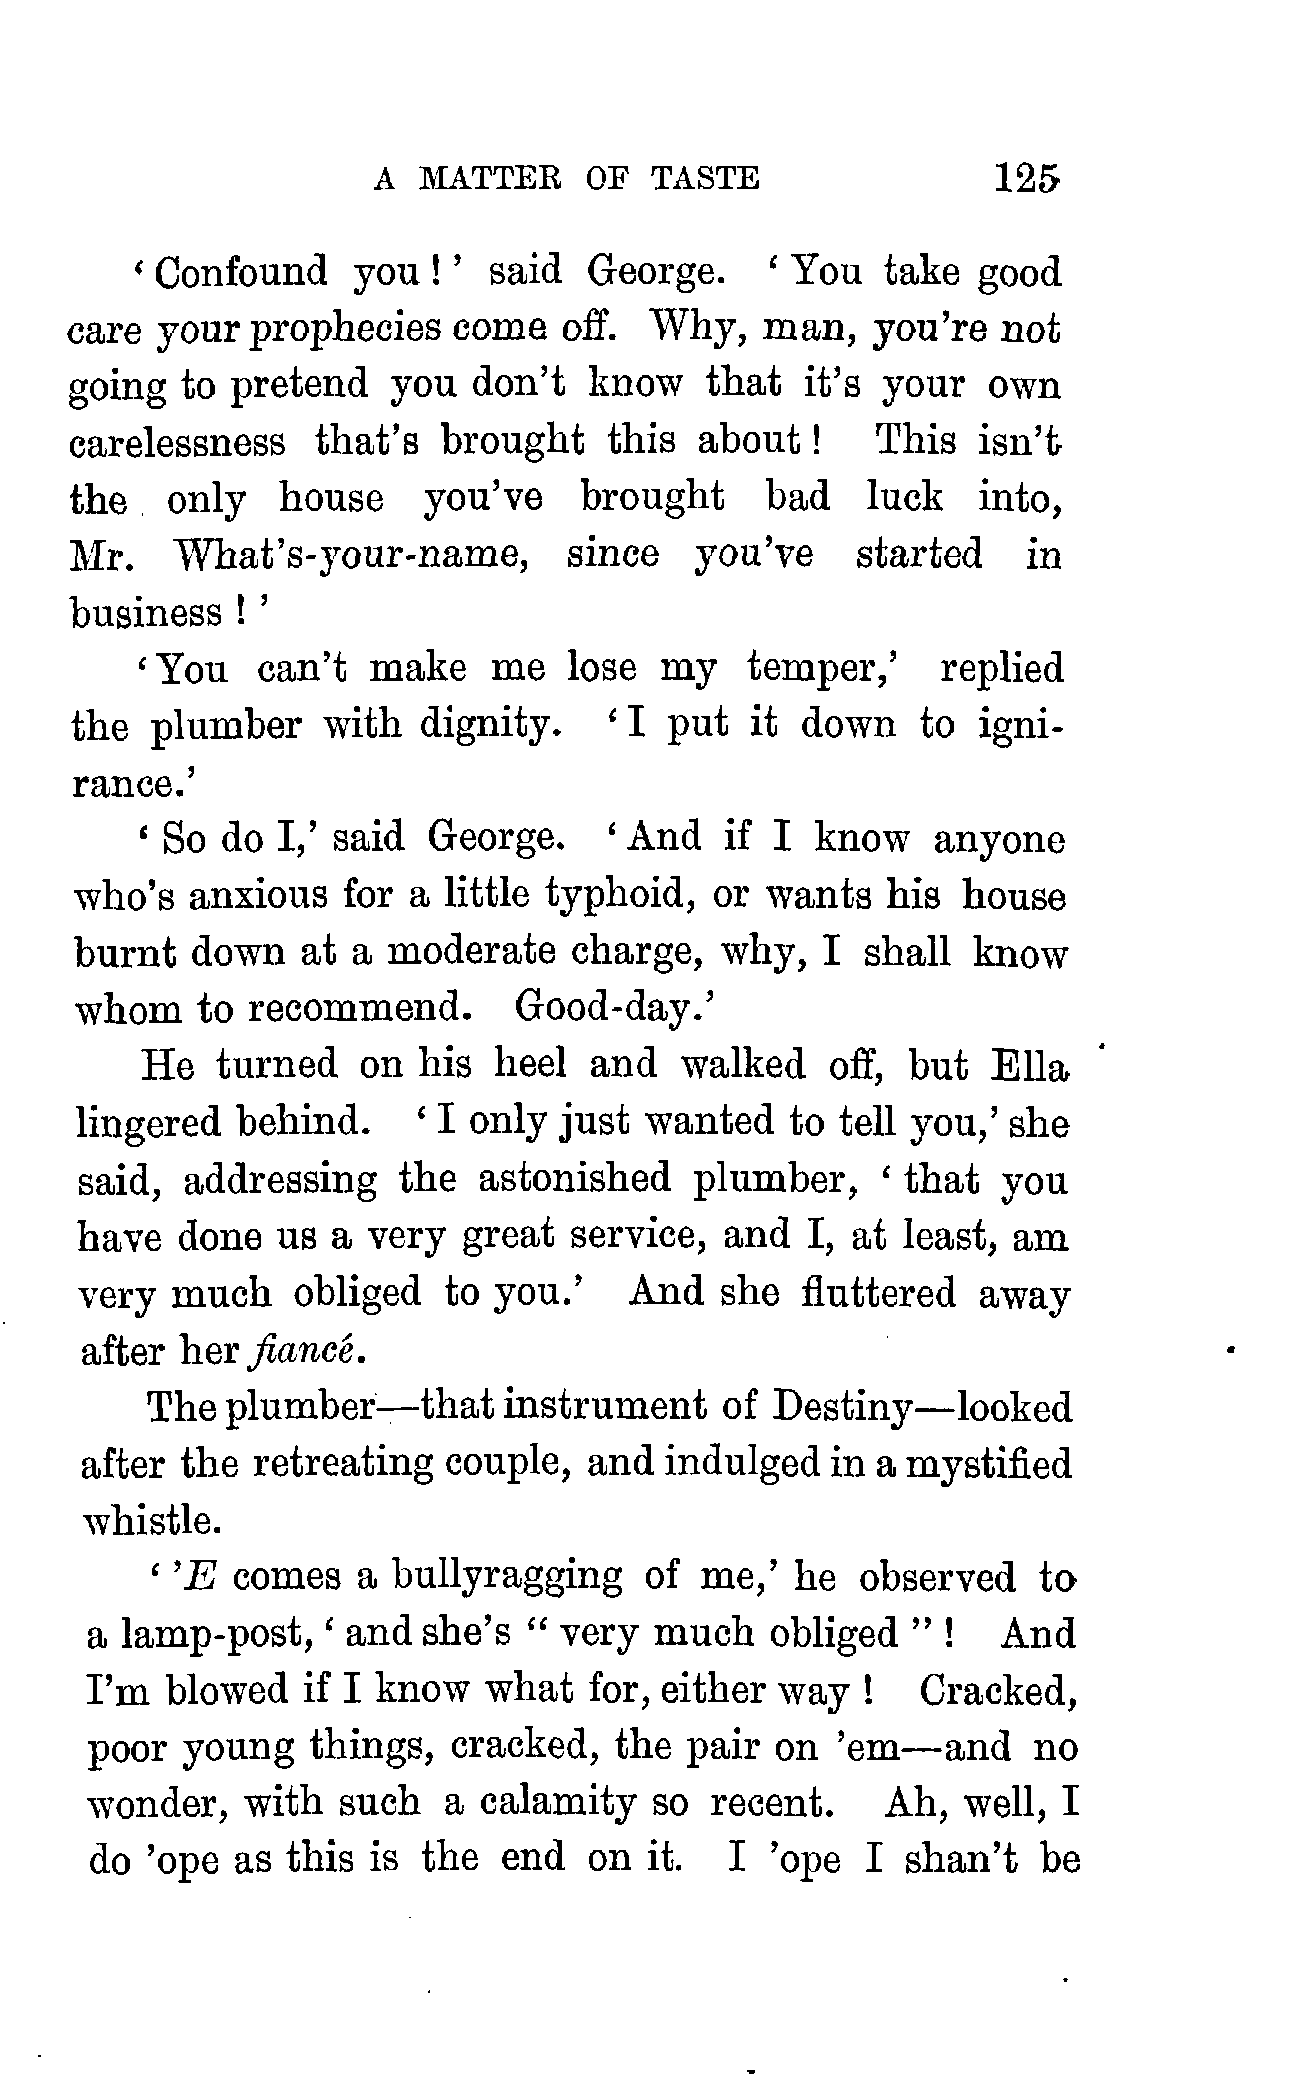 A MATTER OF TASTE 125
‘Confound you!’ said George. ‘You take good
care your prophecies come off. Why, man, you’re not
going to pretend you don’t know that it’s your own
carelessness that’s brought this about! This isn’t
the only house you’ve brought bad luck into,
Mr. What’s-your-name, since you’ve started in
business!’
‘You can’t make me lose my temper,’ replied
the plumber with dignity. ‘I put it down to igni-
rance.’
‘So do I,’ said George. ‘And if I know anyone
who’s anxious for a little typhoid, or wants his house
burnt down at a moderate charge, why, I shall know
whom to recommend. Good-day.’
He turned on his heel and walked off, but Ella
lingered behind. ‘I only just wanted to tell you,’ she
said, addressing the astonished plumber, ‘that you
have done us a very great service, and I, at least, am
very much obliged to you.’ And she fluttered away
after her fiancé.
The plumber—that instrument of Destiny—looked
after the retreating couple, and indulged in a mystified
whistle.
‘’E comes a bullyragging of me,’ he observed to
a lamp-post, ‘and she’s “very much obliged”! And
I’m blowed if I know what for, either way! Cracked,
poor young things, cracked, the pair on ’em—and no
wonder, with such a calamity so recent. Ah, well, I
do ’ope as this is the end on it. I ’ope I shan’t be